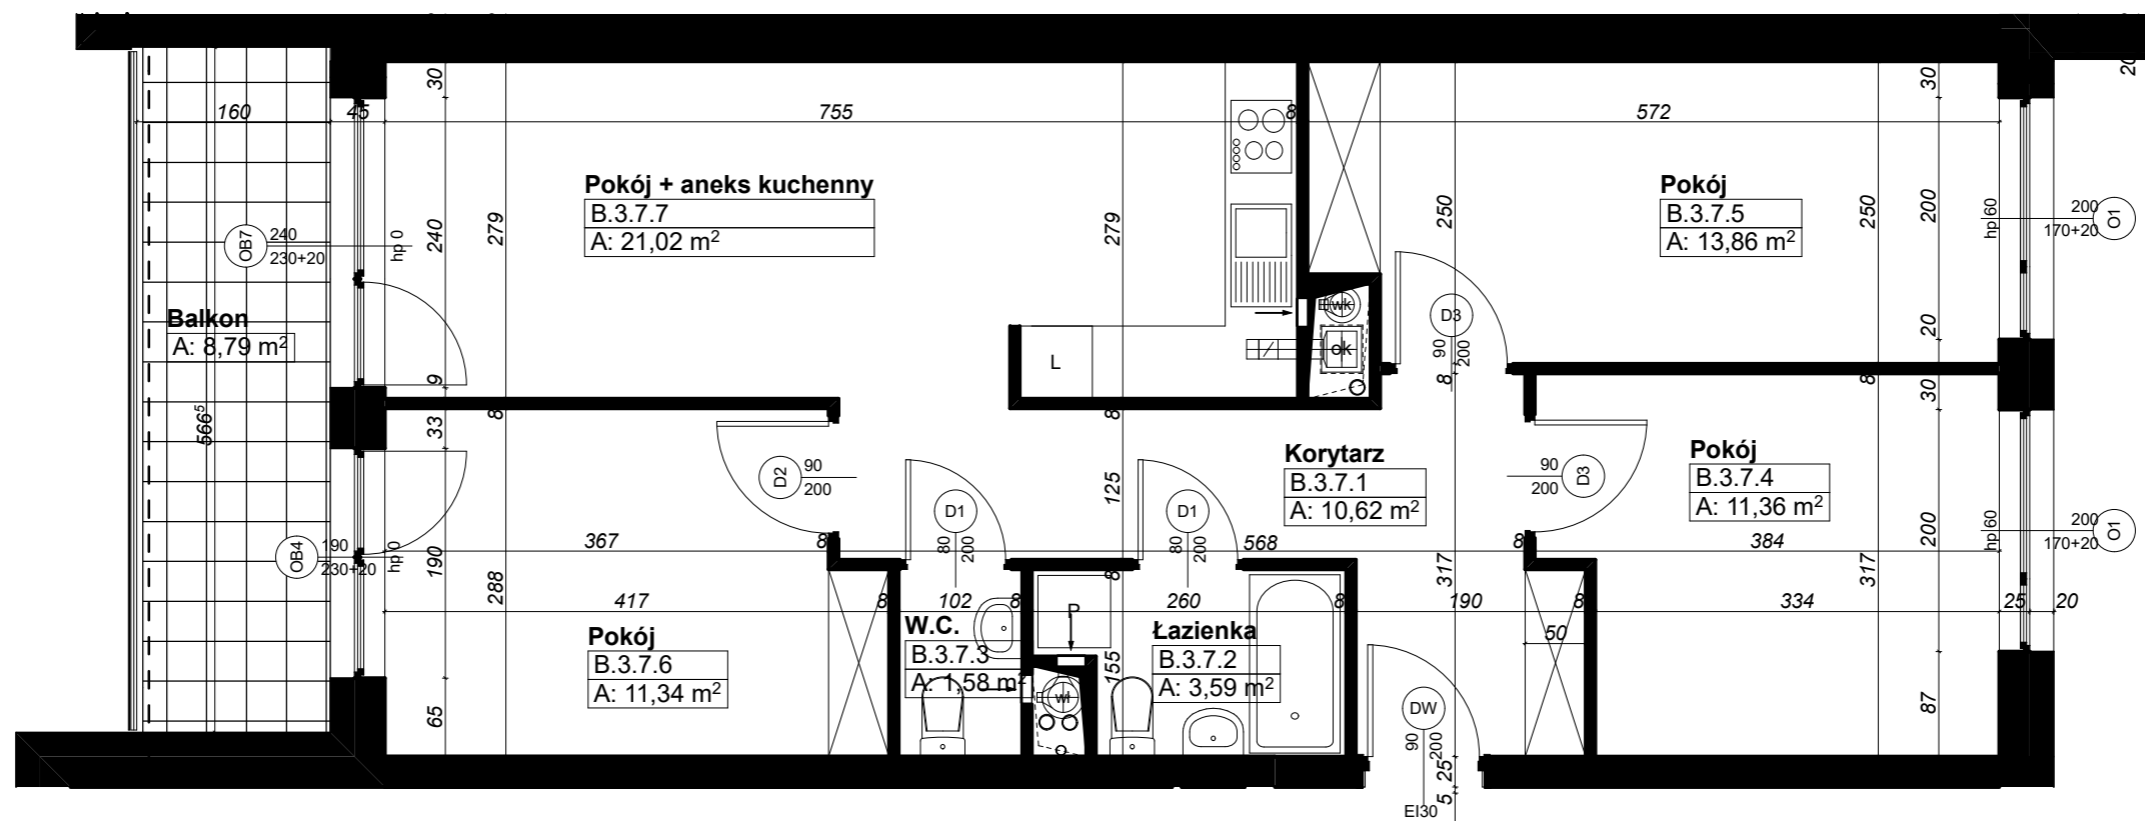 20
30
160
45
755
8
572
30
Pokój + aneks kuchenny
B.3.7.7
A: 21,02 m²
Pokój
B.3.7.5
A: 13,86 m²
OB7
240
230+20
hp 0
240
279
279
250
250
200
hp60
200
170+20
O1
Balkon
A: 8,79 m²
Elwk
ok
L
D3
90
200
20
9
8
8
30
566⁵
33
8
8
Korytarz
B.3.7.1
A: 10,62 m²
Pokój
B.3.7.4
A: 11,36 m²
D2
90
200
D1
80
200
125
D1
80
200
90
200
D3
200
hp60
200
170+20
O1
OB4
190
230+20
hp 0
190
367
8
568
8
384
288
8
317
317
417
8
102
8
P
260
8
190
8
334
25
20
Pokój
B.3.7.6
A: 11,34 m²
W.C.
B.3.7.3
A: 1,58 m²
wł
155
Łazienka
B.3.7.2
A: 3,59 m²
50
65
DW
90
200
87
25
5
EI30